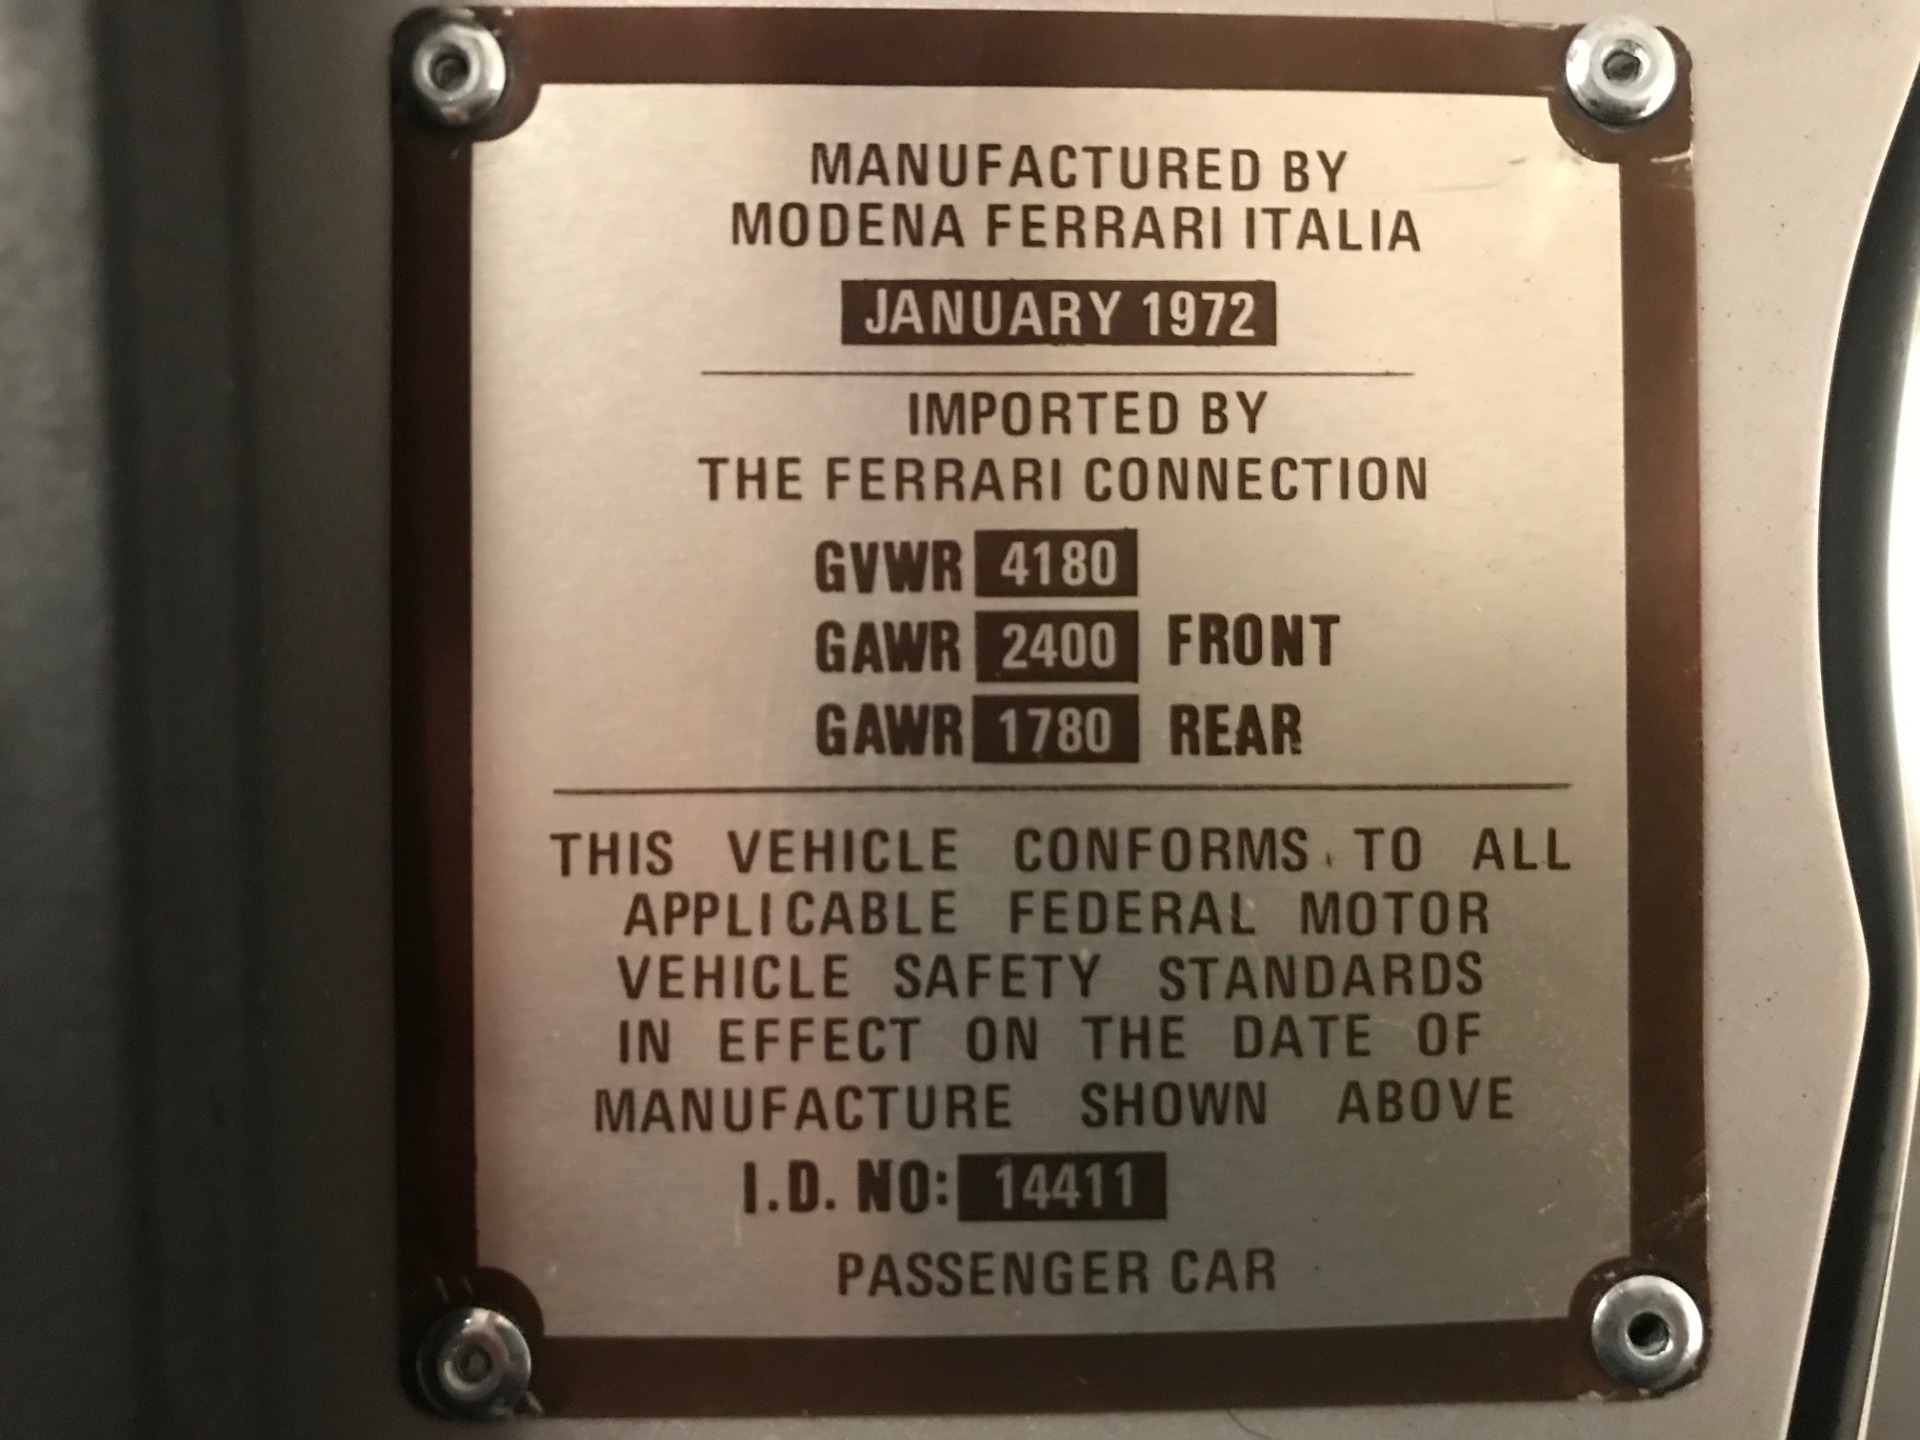 MANUFACTURED BY
MODENA FERRARI ITALIA
JANUARY 1972
IMPORTED BY
THE FERRARI CONNECTION
GVWR 4180
GAWR 2400 FRONT
GAWR 1780 REAR
THIS VEHICLE CONFORMS TO ALL
APPLICABLE FEDERAL MOTOR
VEHICLE SAFETY STANDARDS
IN EFFECT ON THE DATE OF
MANUFACTURE SHOWN ABOVE
I.D. NO: 14411
PASSENGER CAR